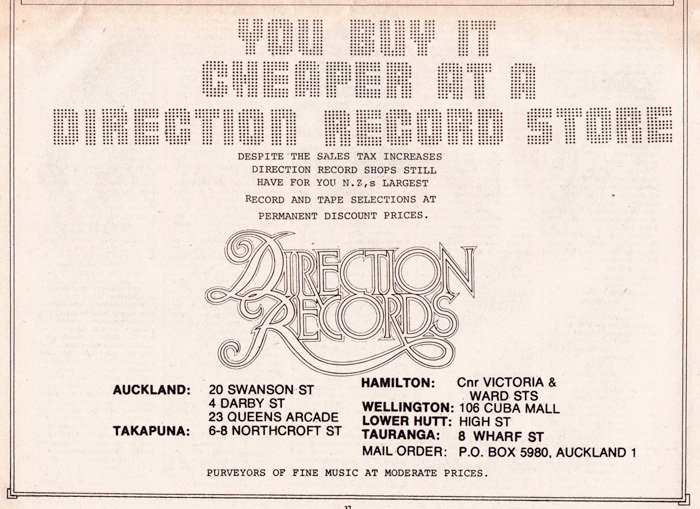 YOU BUY IT
CHEAPER AT A
DIRECTION RECORD STORE
DESPITE THE SALES TAX INCREASES
DIRECTION RECORD SHOPS STILL
HAVE FOR YOU N.Z,s LARGEST
RECORD AND TAPE SELECTIONS AT
PERMANENT DISCOUNT PRICES.
DIRECTION
RECORDS
AUCKLAND: 20 SWANSON ST
4 DARBY ST
23 QUEENS ARCADE
TAKAPUNA: 6-8 NORTHCROFT ST
HAMILTON: Cnr VICTORIA &
WARD STS
WELLINGTON: 106 CUBA MALL
LOWER HUTT: HIGH ST
TAURANGA: 8 WHARF ST
MAIL ORDER: P.O. BOX 5980, AUCKLAND 1
PURVEYORS OF FINE MUSIC AT MODERATE PRICES.